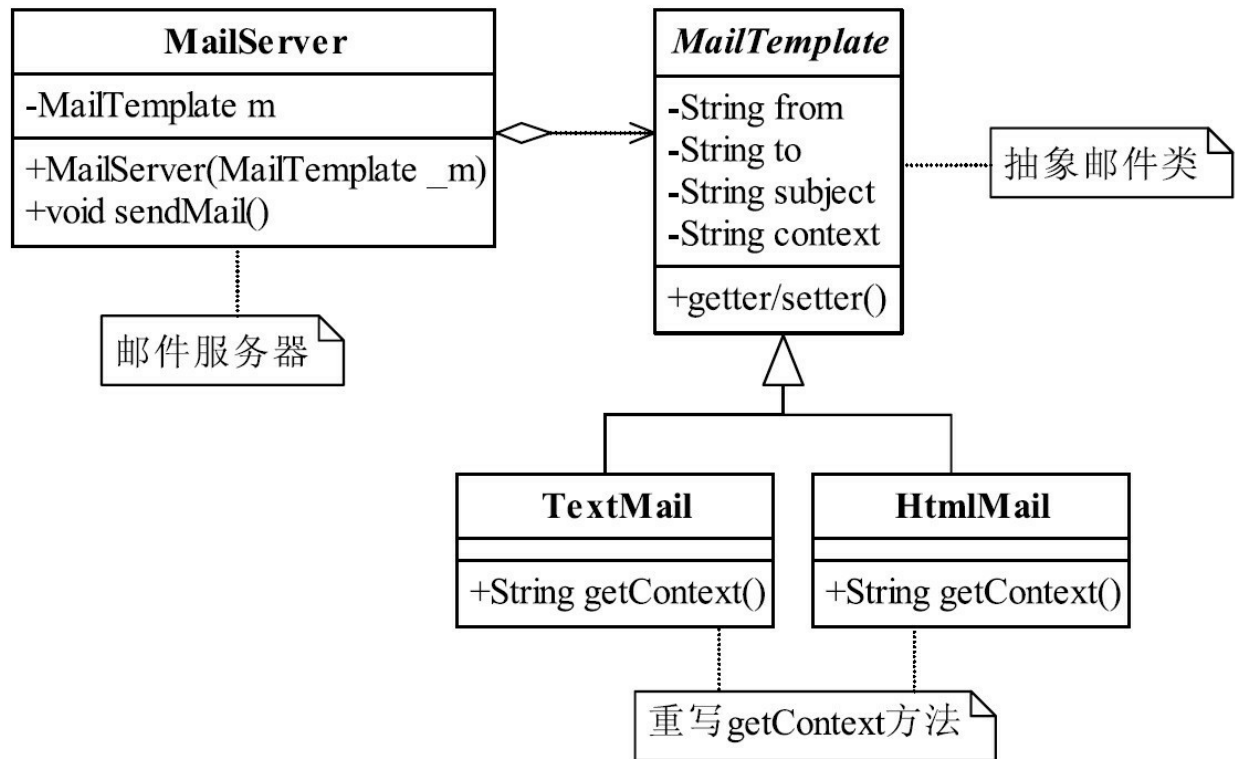 MailServer
-MailTemplate m
+MailServer(MailTemplate _m)
+void sendMail()
邮件服务器
MailTemplate
-String from
-String to
-String subject
-String context
+getter/setter()
抽象邮件类
TextMail
+String getContext()
HtmlMail
+String getContext()
重写getContext方法